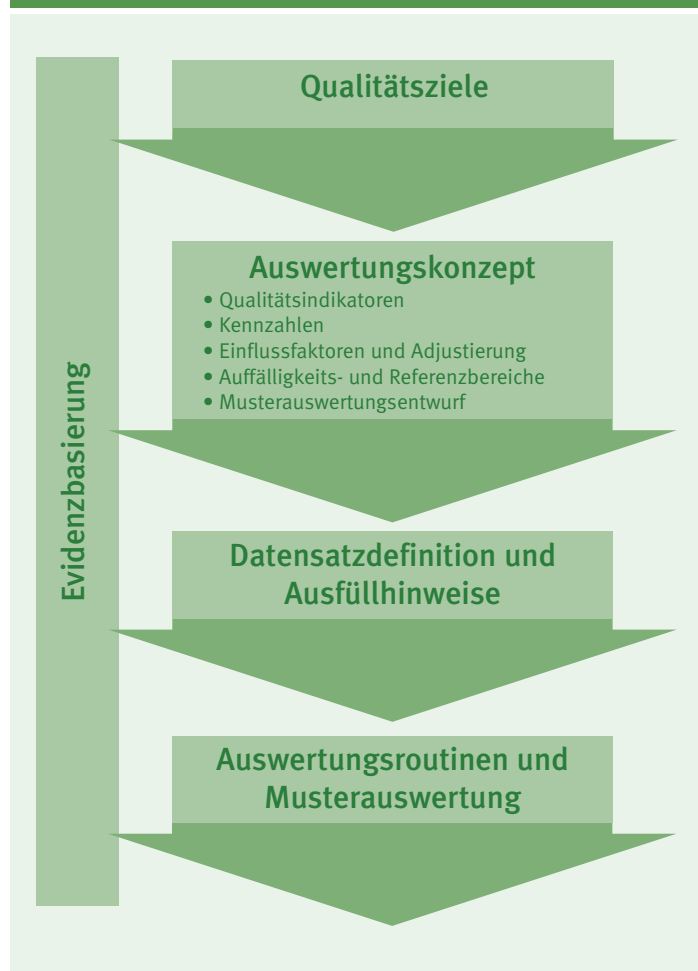 Evidenzbasierung
Qualitätsziele
Auswertungskonzept
• Qualitätsindikatoren
• Kennzahlen
• Einflussfaktoren und Adjustierung
• Auffälligkeits- und Referenzbereiche
• Musterauswertungsentwurf
Datensatzdefinition und
Ausfüllhinweise
Auswertungsroutinen und
Musterauswertung